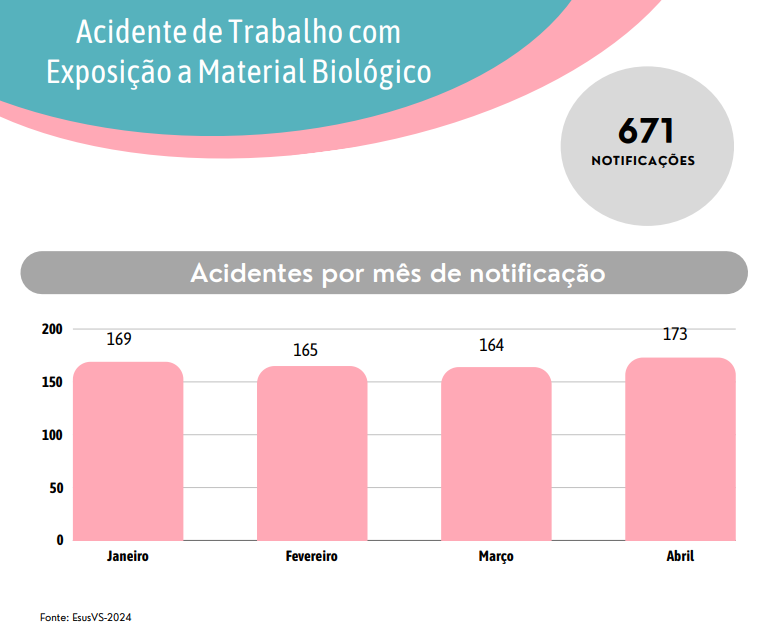 Acidente de Trabalho com
Exposição a Material Biológico
671
NOTIFICAÇÕES
Acidentes por mês de notificação
200
150
100
50
0
169
165
164
173
Janeiro
Fevereiro
Março
Abril
Fonte: EsusVS-2024